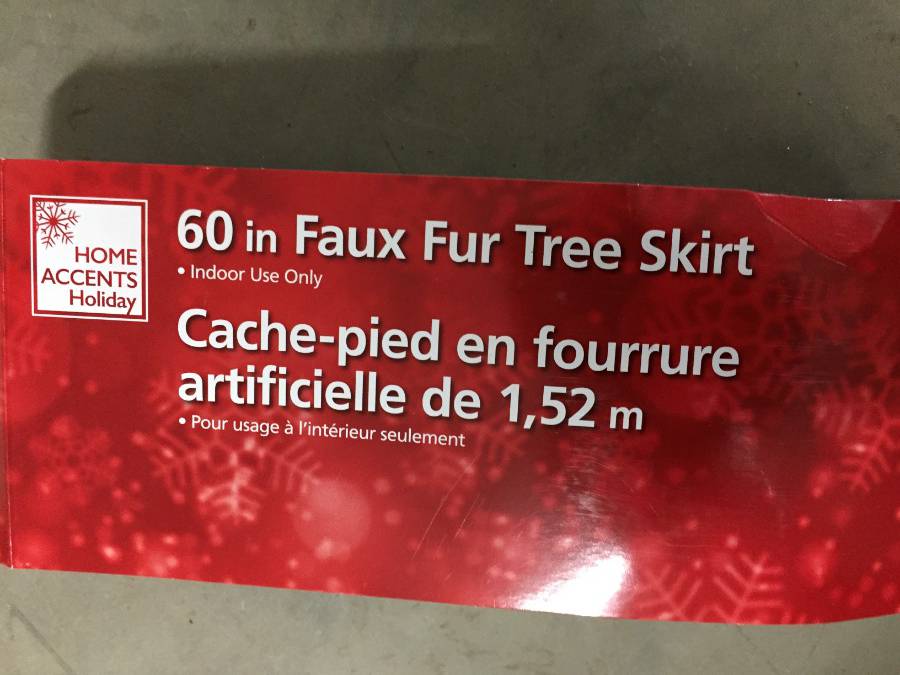 HOME
ACCENTS
Holiday
60 in Faux Fur Tree Skirt
• Indoor Use Only
Cache-pied en fourrure
artificielle de 1,52 m
• Pour usage à l'intérieur seulement